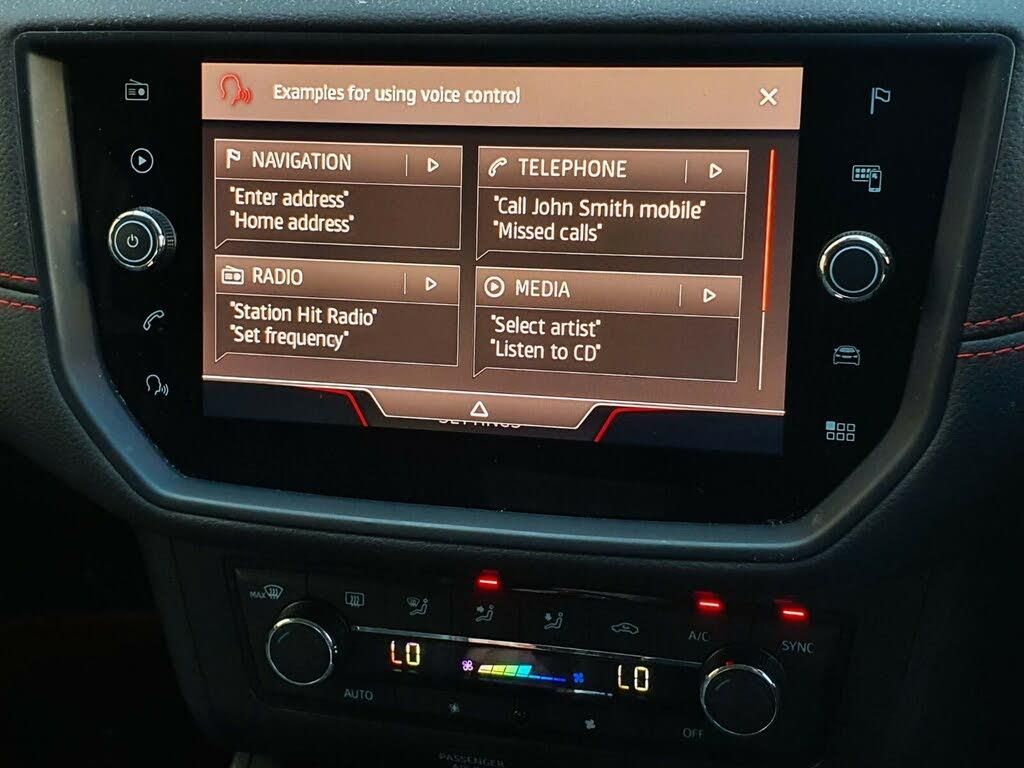 Examples for using voice control
NAVIGATION
"Enter address"
"Home address"
TELEPHONE
"Call John Smith mobile"
"Missed calls"
RADIO
"Station Hit Radio"
"Set frequency"
MEDIA
"Select artist"
"Listen to CD"
SETTINGS
MAX
A/C
SYNC
LO
LO
AUTO
OFF
PASSENGER